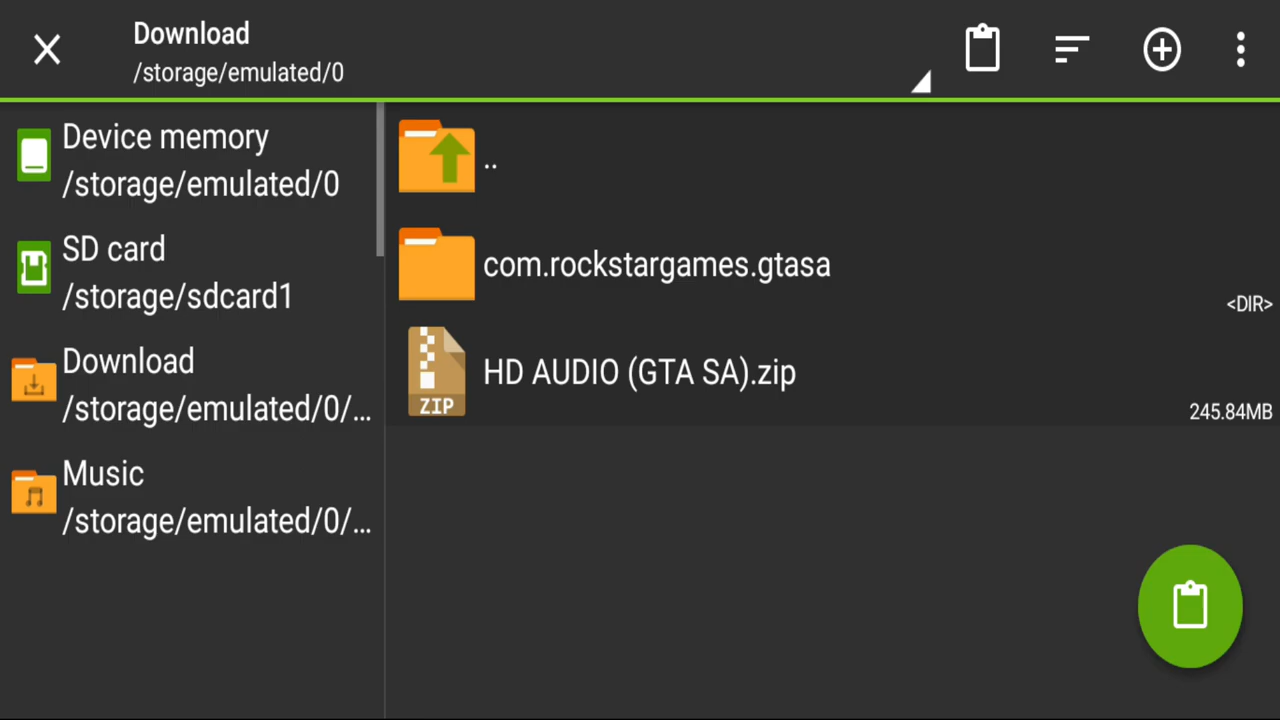 Download
/storage/emulated/0
Device memory
/storage/emulated/0
SD card
/storage/sdcard1
Download
/storage/emulated/0/...
Music
/storage/emulated/0/...
..
com.rockstargames.gtasa
<DIR>
HD AUDIO (GTA SA).zip
ZIP
245.84MB